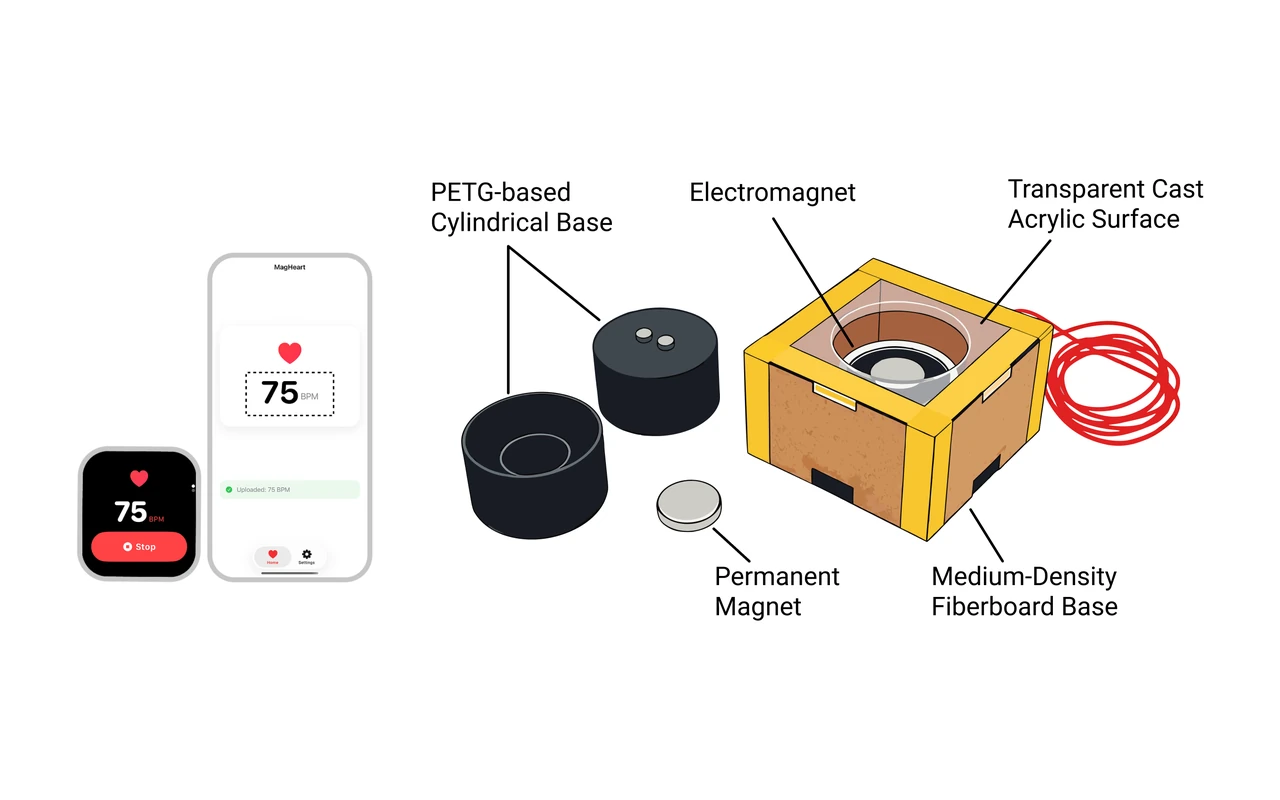 PETG-based
Cylindrical Base
Electromagnet
Transparent Cast
Acrylic Surface
MagHeart
75 BPM
Uploaded: 75 BPM
Home
Settings
75 BPM
Stop
Permanent
Magnet
Medium-Density
Fiberboard Base